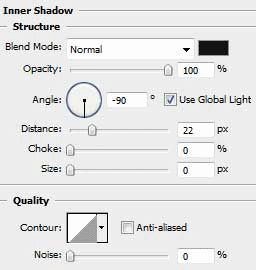 Inner Shadow
Structure
Blend Mode: Normal
Opacity: 100 %
Angle: -90 ° Use Global Light
Distance: 22 px
Choke: 0 %
Size: 0 px
Quality
Contour: Anti-aliased
Noise: 0 %